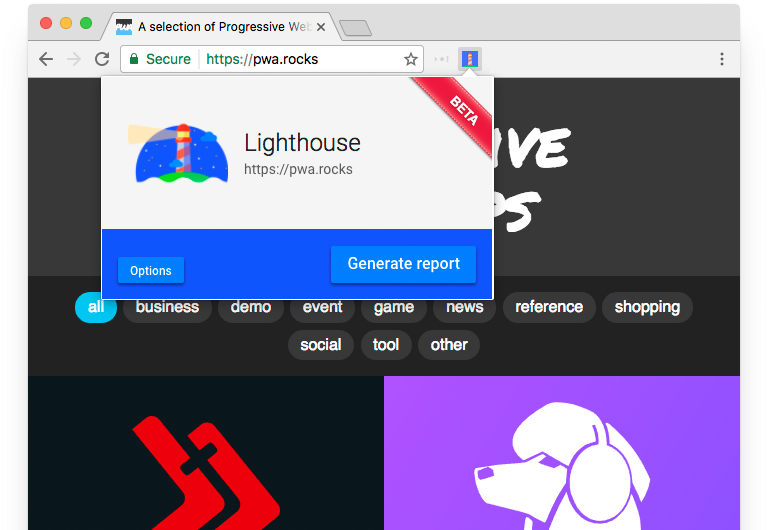 A selection of Progressive Web
Secure
https://pwa.rocks
BETA
Lighthouse
https://pwa.rocks
Options
Generate report
all
business
demo
event
game
news
reference
shopping
social
tool
other